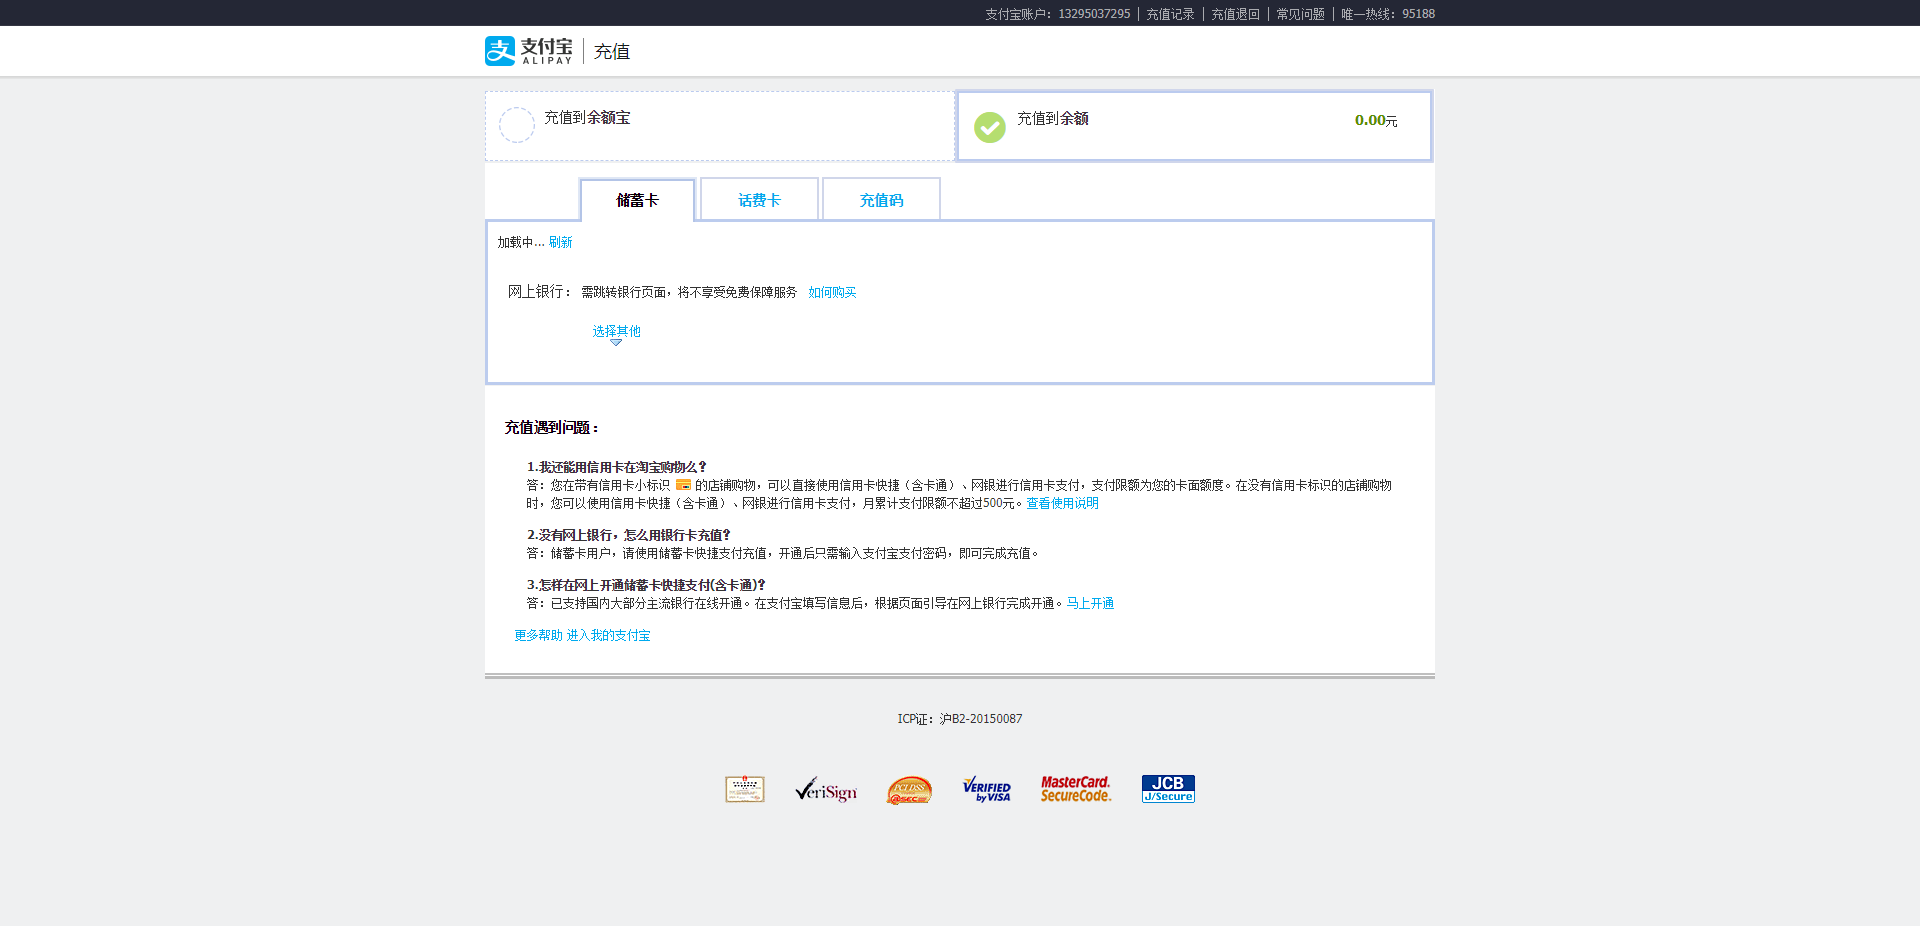 支付宝账户：13295037295 | 充值记录 | 充值退回 | 常见问题 | 唯一热线：95188
支付宝 ALIPAY | 充值
充值到余额宝
充值到余额 0.00元
储蓄卡 话费卡 充值码
加载中... 刷新
网上银行： 需跳转银行页面，将不享受免费保障服务 如何购买
选择其他
充值遇到问题：
1.我还能用信用卡在淘宝购物么？
答：您在带有信用卡小标识 的店铺购物，可以直接使用信用卡快捷（含卡通）、网银进行信用卡支付，支付限额为您的卡面额度。在没有信用卡标识的店铺购物
时，您可以使用信用卡快捷（含卡通）、网银进行信用卡支付，月累计支付限额不超过500元。查看使用说明
2.没有网上银行，怎么用银行卡充值？
答：储蓄卡用户，请使用储蓄卡快捷支付充值，开通后只需输入支付宝支付密码，即可完成充值。
3.怎样在网上开通储蓄卡快捷支付(含卡通)？
答：已支持国内大部分主流银行在线开通。在支付宝填写信息后，根据页面引导在网上银行完成开通。马上开通
更多帮助 进入我的支付宝
ICP证：沪B2-20150087
VeriSign
PCI,DSS
@SEC
VERIFIED
by VISA
MasterCard.
SecureCode.
JCB
J/Secure